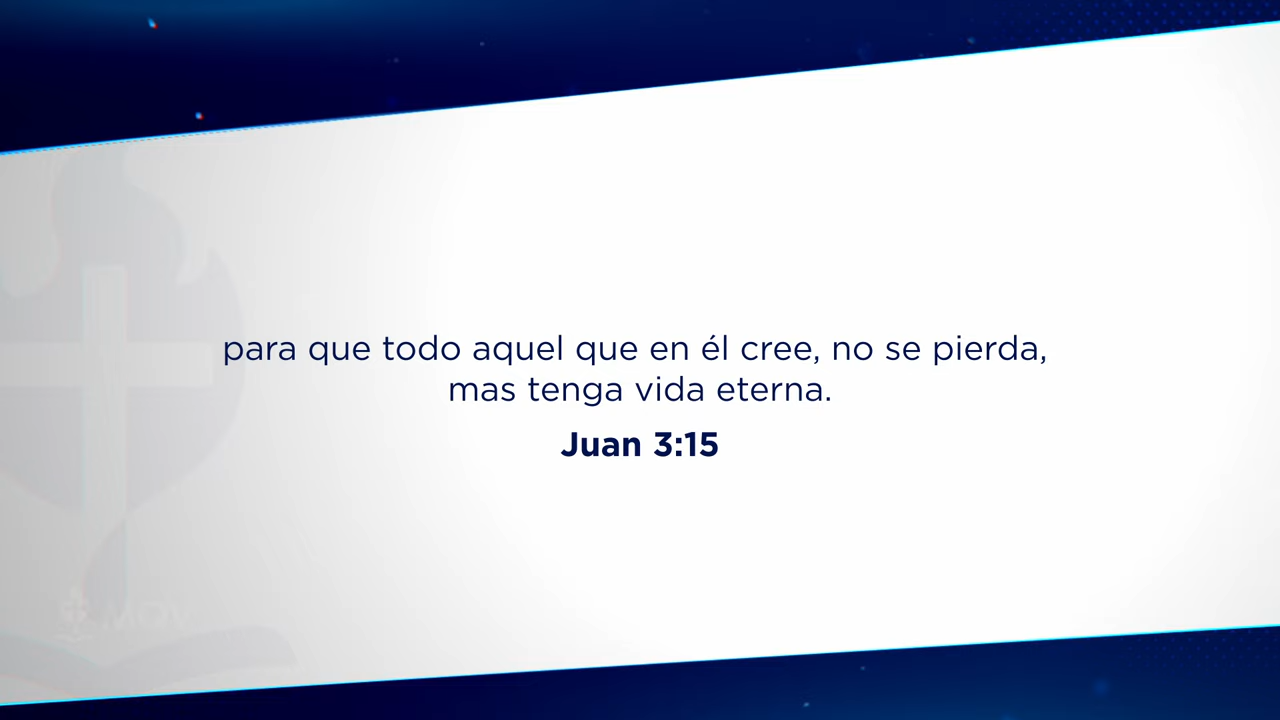 para que todo aquel que en él cree, no se pierda,
mas tenga vida eterna.
Juan 3:15